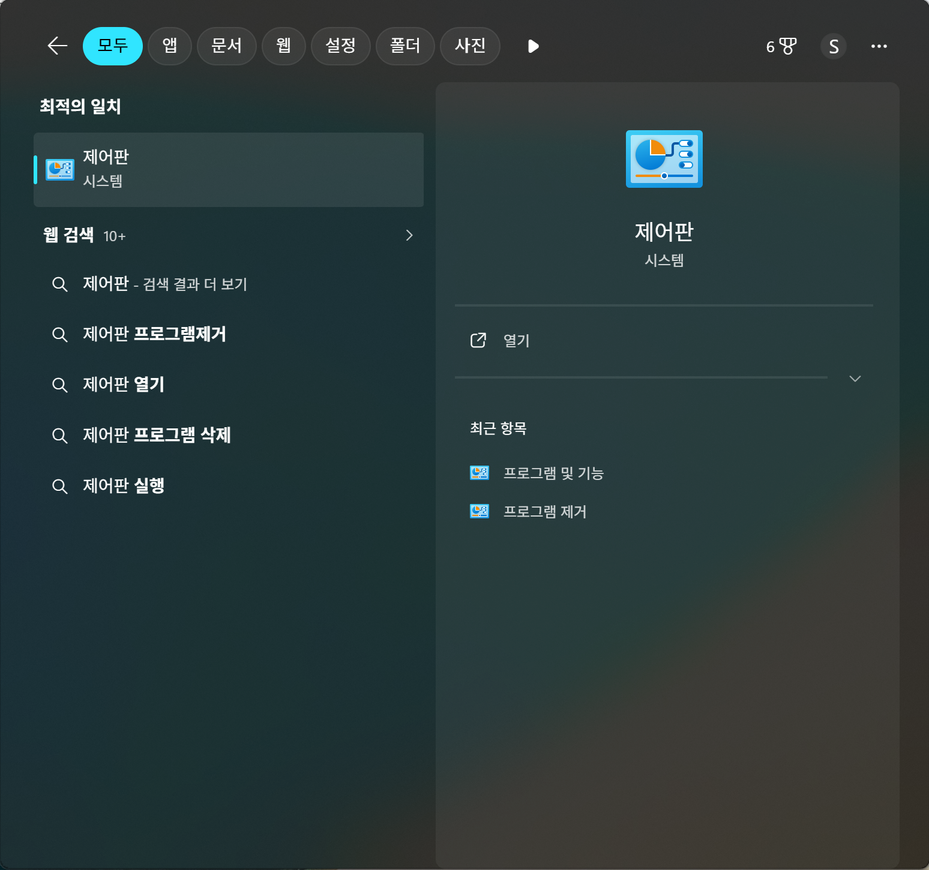 모두 앱 문서 웹 설정 폴더 사진 6 S
최적의 일치
제어판
시스템
웹 검색 10+
제어판 - 검색 결과 더 보기
제어판 프로그램제거
제어판 열기
제어판 프로그램 삭제
제어판 실행
제어판
시스템
열기
최근 항목
프로그램 및 기능
프로그램 제거